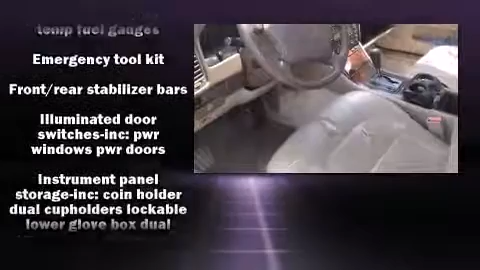 temp fuel gauges
Emergency tool kit
Front/rear stabilizer bars
Illuminated door
switches-inc: pwr
windows pwr doors
Instrument panel
storage-inc: coin holder
dual cupholders lockable
lower glove box dual